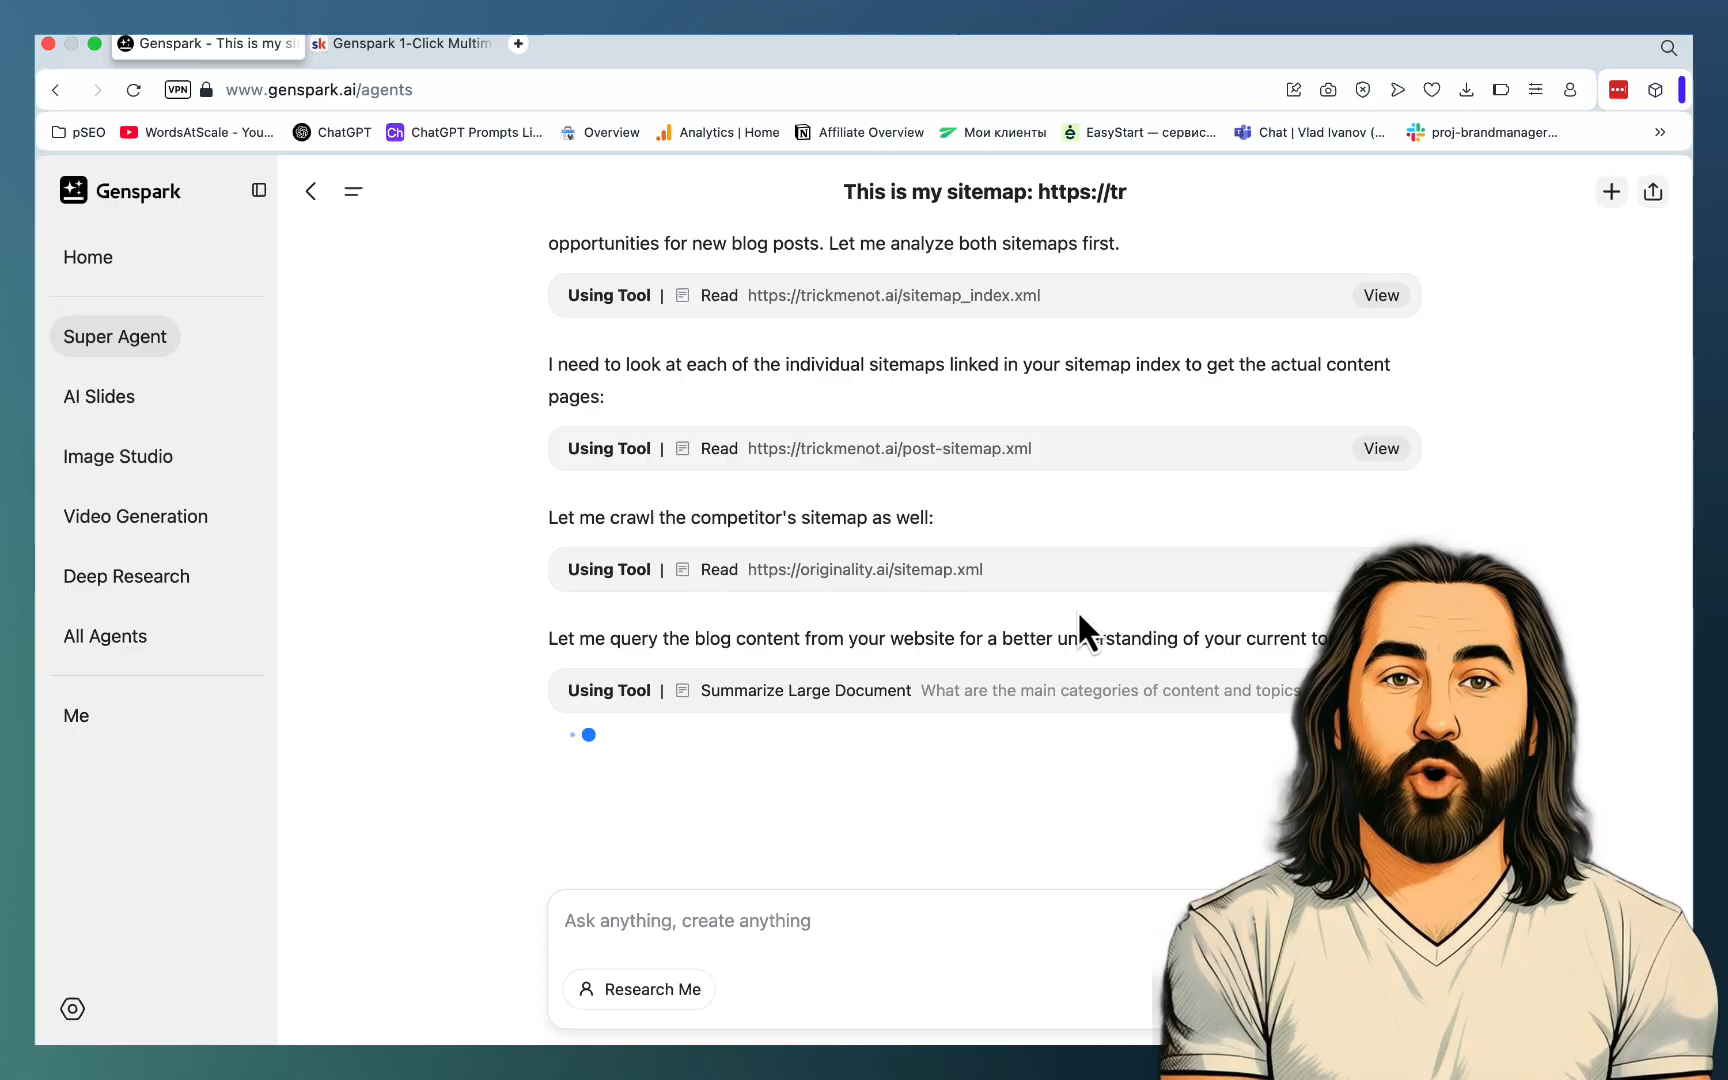 Genspark - This is my si
sk Genspark 1-Click Multim
VPN www.genspark.ai/agents
pSEO WordsAtScale - You... ChatGPT Ch ChatGPT Prompts Li... Overview Analytics | Home Affiliate Overview Мои клиенты EasyStart — сервис... Chat | Vlad Ivanov (... proj-brandmanager... »
Genspark
This is my sitemap: https://tr
Home
Super Agent
AI Slides
Image Studio
Video Generation
Deep Research
All Agents
Me
opportunities for new blog posts. Let me analyze both sitemaps first.
Using Tool | Read https://trickmenot.ai/sitemap_index.xml View
I need to look at each of the individual sitemaps linked in your sitemap index to get the actual content
pages:
Using Tool | Read https://trickmenot.ai/post-sitemap.xml View
Let me crawl the competitor's sitemap as well:
Using Tool | Read https://originality.ai/sitemap.xml
Let me query the blog content from your website for a better understanding of your current to
Using Tool | Summarize Large Document What are the main categories of content and topics
Ask anything, create anything
Research Me